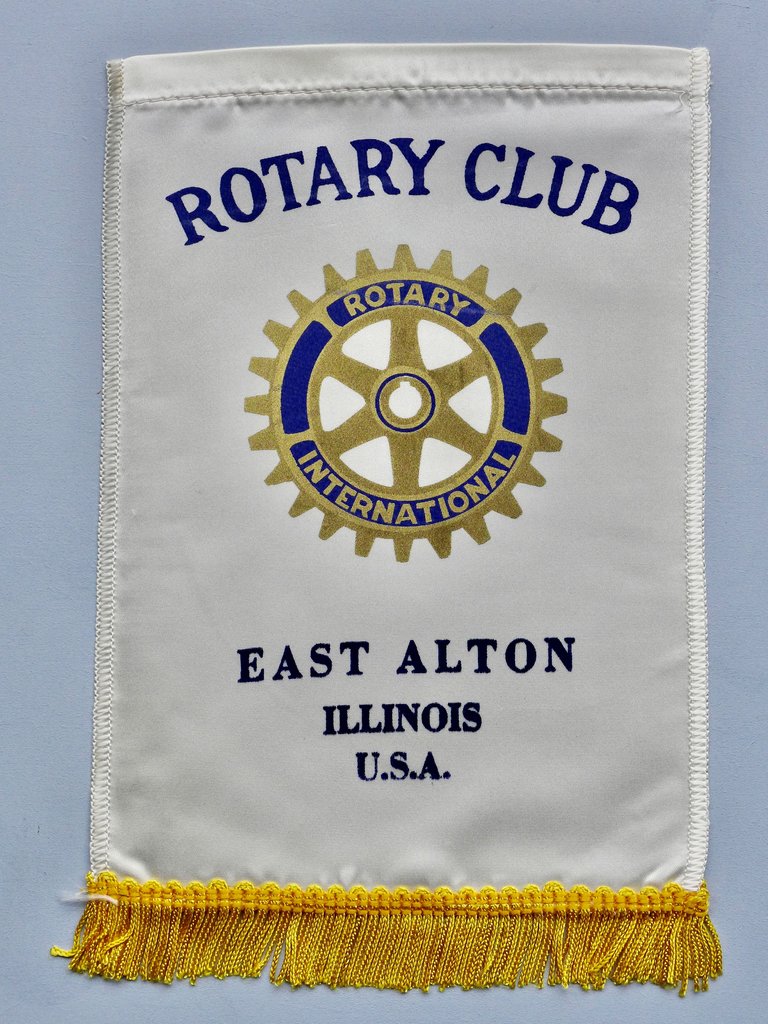 ROTARY CLUB
ROTARY
INTERNATIONAL
EAST ALTON
ILLINOIS
U.S.A.